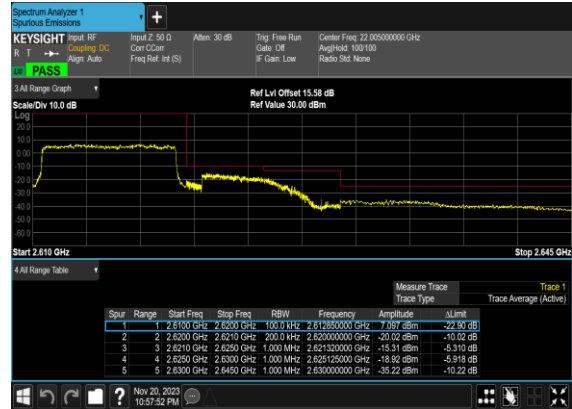 Spectrum Analyzer 1
Spurious Emissions
KEYSIGHT Input: RF Input Z: 50 Ω Atten: 30 dB Trig: Free Run Center Freq: 22.005000000 GHz
R T Coupling: DC Corr CCorr Gate: Off Avg|Hold: 100/100
Align: Auto Freq Ref: Int (S) IF Gain: Low Radio Std: None
PASS
3 All Range Graph
Ref Lvl Offset 15.58 dB
Scale/Div 10.0 dB Ref Value 30.00 dBm
Log
20.0
10.0
0.00
-10.0
-20.0
-30.0
-40.0
-50.0
-60.0
Start 2.610 GHz Stop 2.645 GHz
4 All Range Table
Measure Trace Trace 1
Trace Type Trace Average (Active)
Spur Range Start Freq Stop Freq RBW Frequency Amplitude ΔLimit
1 1 2.6100 GHz 2.6200 GHz 100.0 kHz 2.612850000 GHz 7.097 dBm -22.90 dB
2 2 2.6200 GHz 2.6210 GHz 200.0 kHz 2.620000000 GHz -20.02 dBm -10.02 dB
3 3 2.6210 GHz 2.6250 GHz 1.000 MHz 2.621320000 GHz -15.31 dBm -5.310 dB
4 4 2.6250 GHz 2.6300 GHz 1.000 MHz 2.625125000 GHz -18.92 dBm -5.918 dB
5 5 2.6300 GHz 2.6450 GHz 1.000 MHz 2.630000000 GHz -35.22 dBm -10.22 dB
Nov 20, 2023
10:57:52 PM